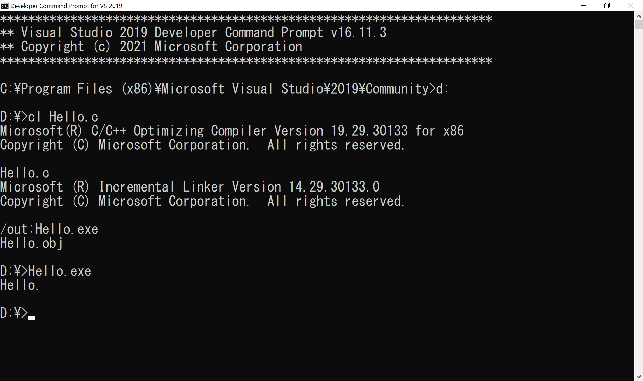 Developer Command Prompt for VS 2019
**********************************************************************
** Visual Studio 2019 Developer Command Prompt v16.11.3
** Copyright (c) 2021 Microsoft Corporation
**********************************************************************
C:¥Program Files (x86)¥Microsoft Visual Studio¥2019¥Community>d:
D:¥>cl Hello.c
Microsoft(R) C/C++ Optimizing Compiler Version 19.29.30133 for x86
Copyright (C) Microsoft Corporation.  All rights reserved.
Hello.c
Microsoft (R) Incremental Linker Version 14.29.30133.0
Copyright (C) Microsoft Corporation.  All rights reserved.
/out:Hello.exe
Hello.obj
D:¥>Hello.exe
Hello.
D:¥>